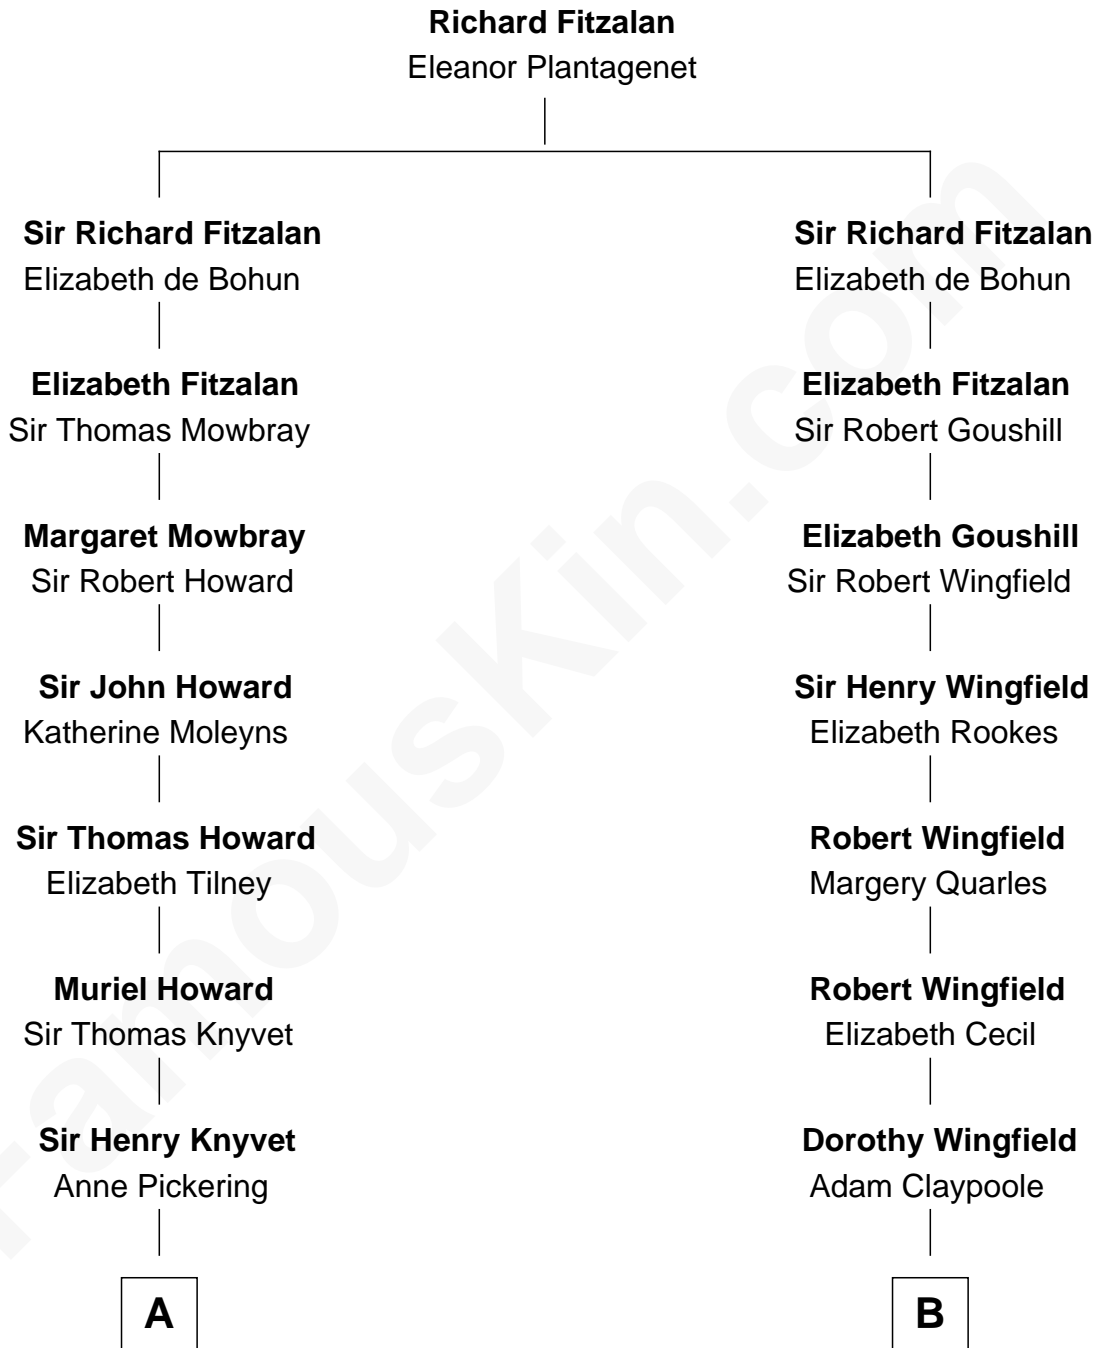 Richard Fitzalan
Eleanor Plantagenet
Sir Richard Fitzalan
Elizabeth de Bohun
Elizabeth Fitzalan
Sir Thomas Mowbray
Margaret Mowbray
Sir Robert Howard
Sir John Howard
Katherine Moleyns
Sir Thomas Howard
Elizabeth Tilney
Muriel Howard
Sir Thomas Knyvet
Sir Henry Knyvet
Anne Pickering
A
Sir Richard Fitzalan
Elizabeth de Bohun
Elizabeth Fitzalan
Sir Robert Goushill
Elizabeth Goushill
Sir Robert Wingfield
Sir Henry Wingfield
Elizabeth Rookes
Robert Wingfield
Margery Quarles
Robert Wingfield
Elizabeth Cecil
Dorothy Wingfield
Adam Claypoole
B
FamousKin.com